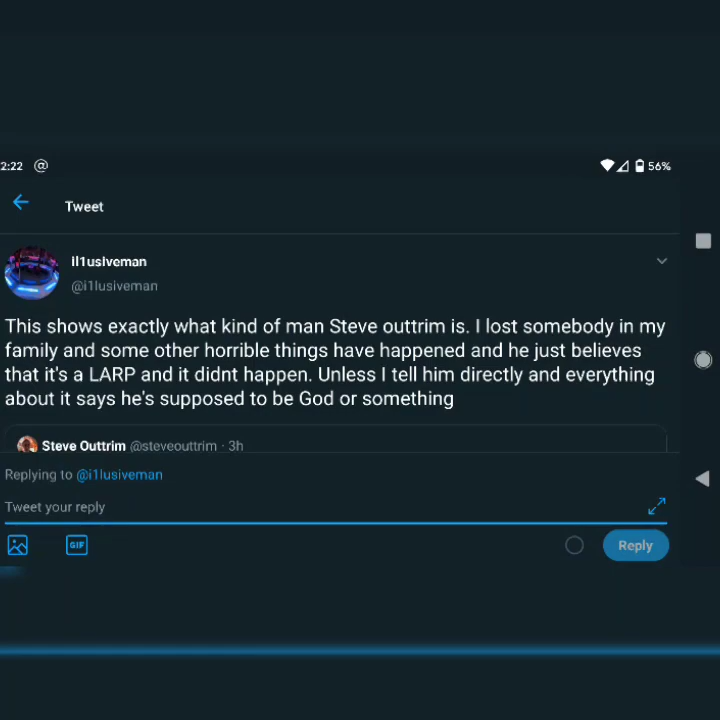 2:22 @ 56%
Tweet
il1usiveman
@i1lusiveman
This shows exactly what kind of man Steve outtrim is. I lost somebody in my
family and some other horrible things have happened and he just believes
that it's a LARP and it didnt happen. Unless I tell him directly and everything
about it says he's supposed to be God or something
Steve Outtrim @steveouttrim · 3h
Replying to @i1lusiveman
Tweet your reply
GIF
Reply